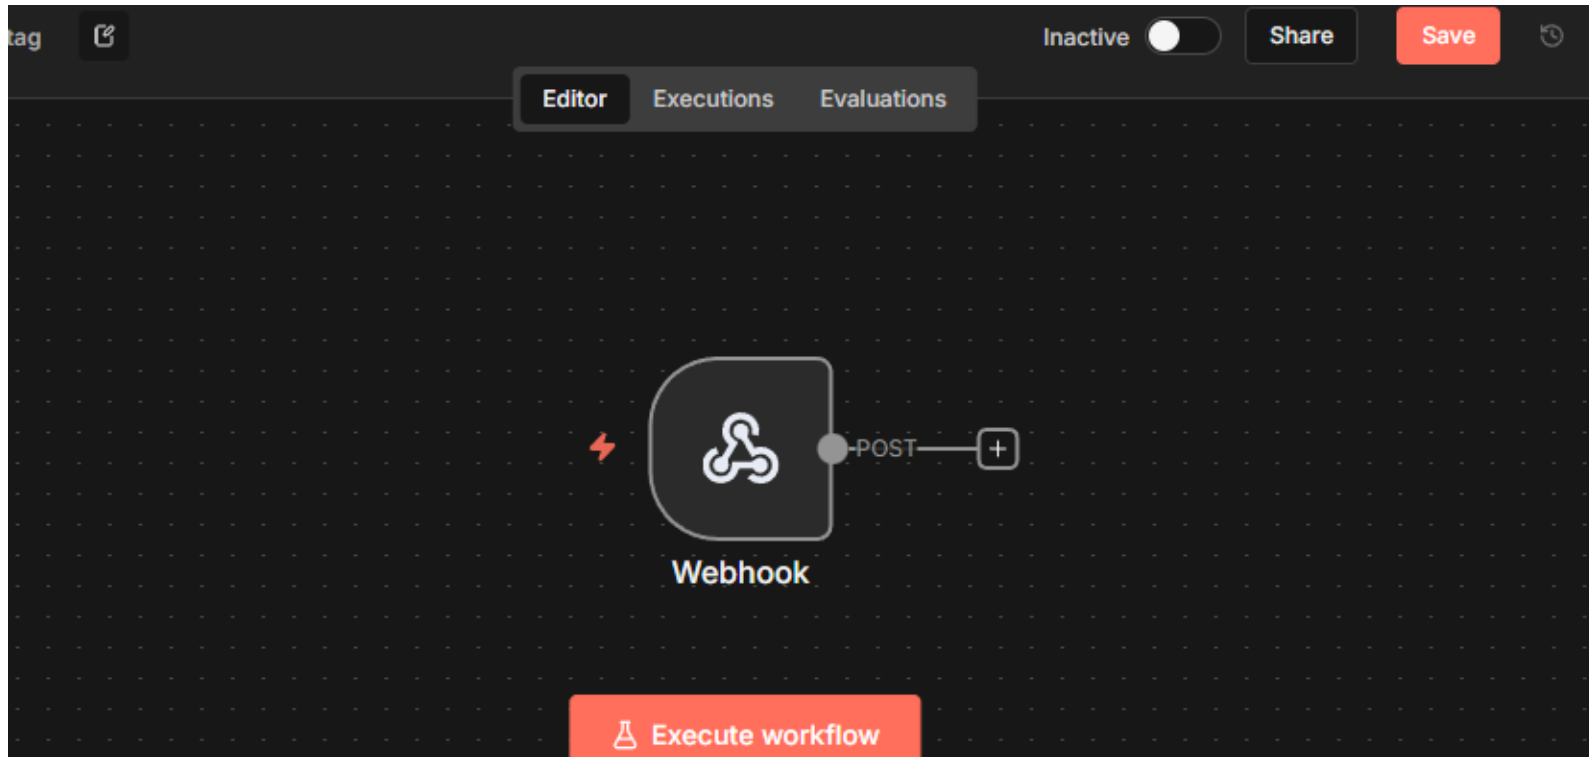 tag
Inactive
Share
Save
Editor
Executions
Evaluations
POST
Webhook
Execute workflow